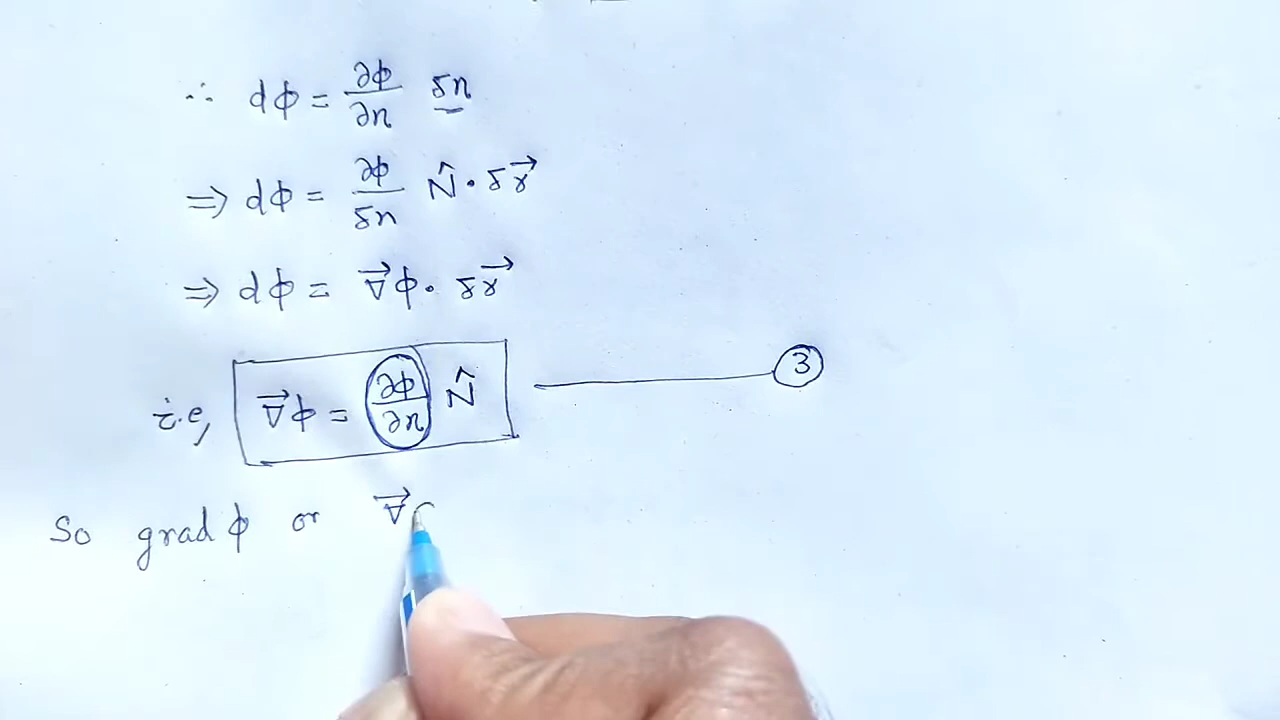 ∴ dϕ = ∂ϕ/∂n δn
⇒ dϕ = ∂ϕ/δn N̂ · δr⃗
⇒ dϕ = ∇⃗ϕ · δr⃗
i.e, ∇⃗ϕ = ∂ϕ/∂n N̂ ③
So grad ϕ or ∇⃗